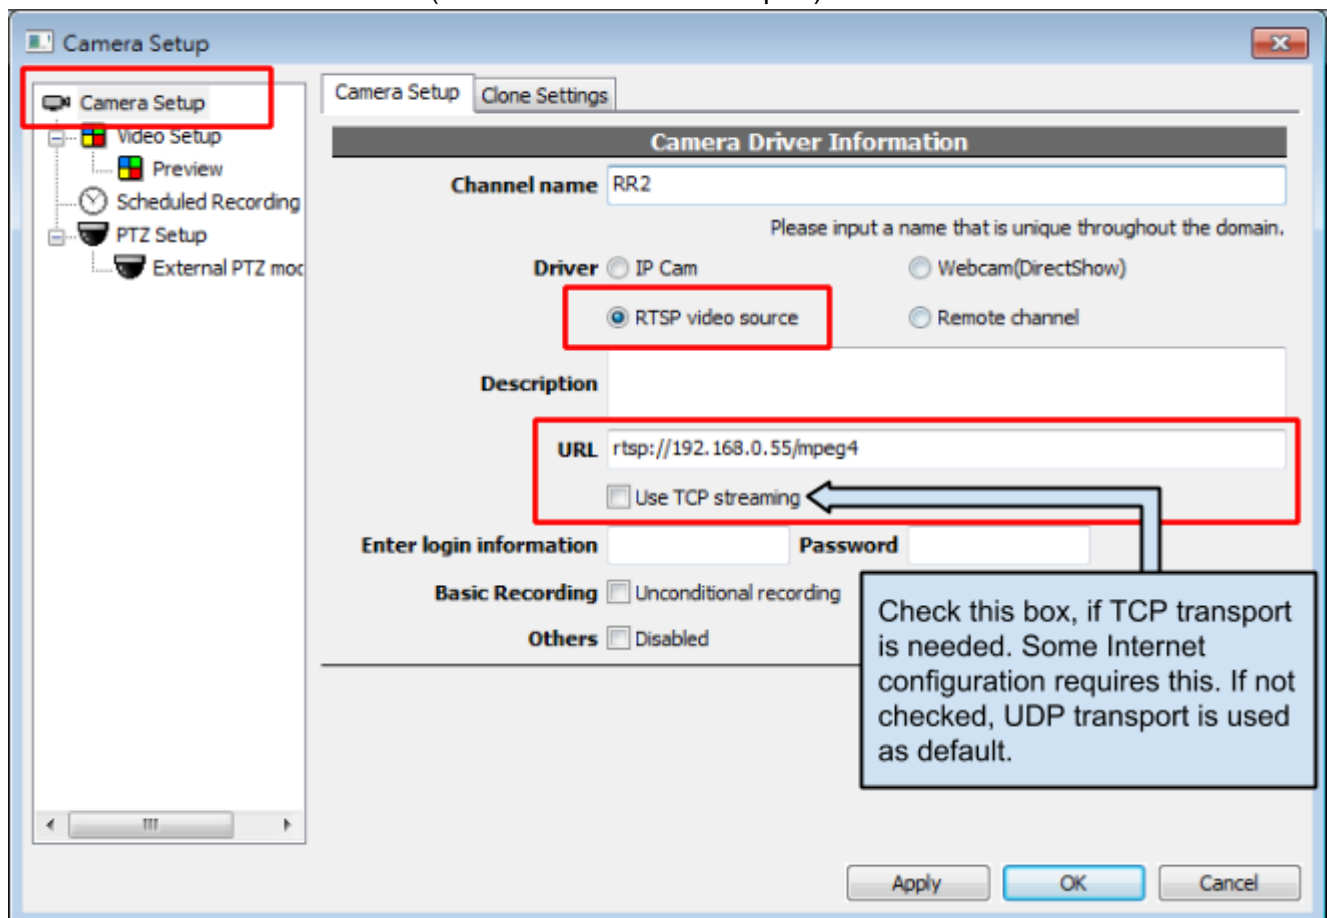 Camera Setup
Camera Setup
Video Setup
Preview
Scheduled Recording
PTZ Setup
External PTZ moc
Camera Setup Clone Settings
Camera Driver Information
Channel name RR2
Please input a name that is unique throughout the domain.
Driver IP Cam Webcam(DirectShow)
RTSP video source Remote channel
Description
URL rtsp://192.168.0.55/mpeg4
Use TCP streaming
Enter login information Password
Basic Recording Unconditional recording
Others Disabled
Check this box, if TCP transport
is needed. Some Internet
configuration requires this. If not
checked, UDP transport is used
as default.
Apply OK Cancel